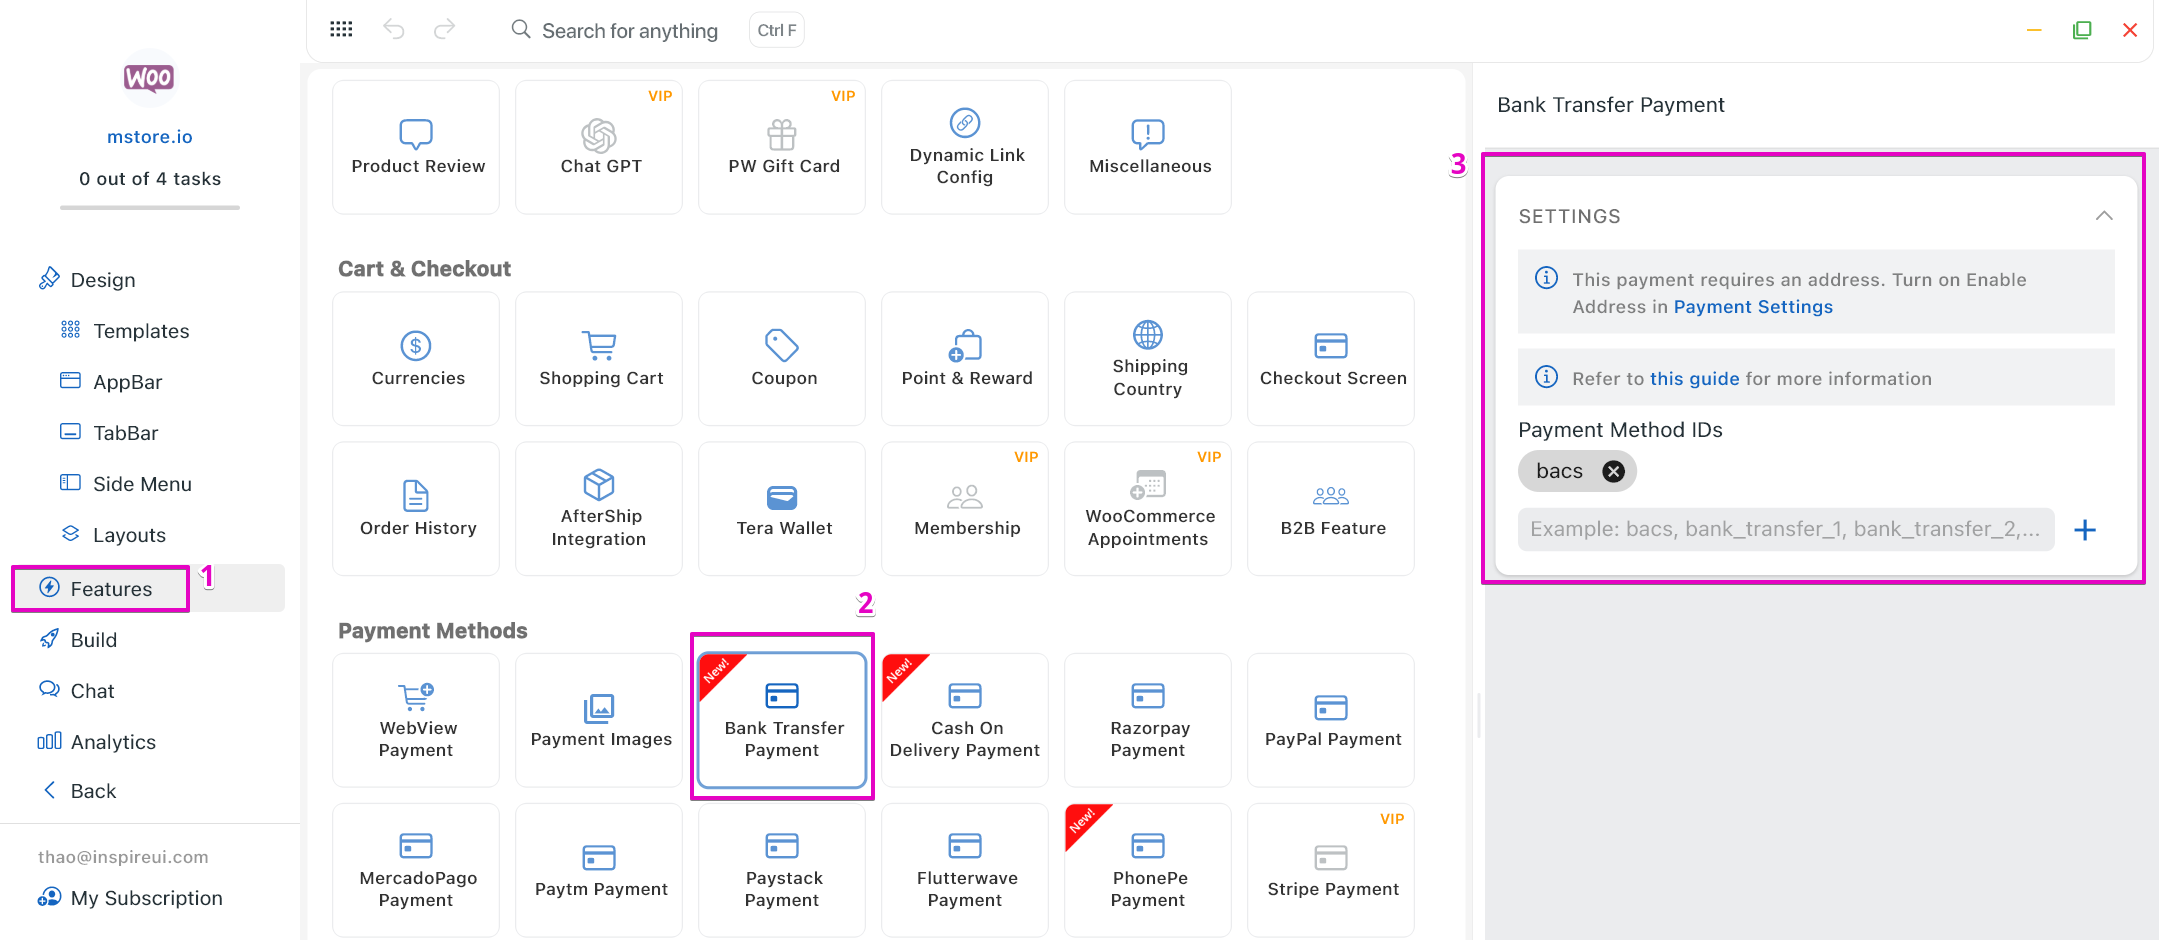 Search for anything
Ctrl F
WOO
mstore.io
0 out of 4 tasks
Design
Templates
AppBar
TabBar
Side Menu
Layouts
Features
1
Build
Chat
Analytics
Back
thao@inspireui.com
My Subscription
Product Review
VIP
Chat GPT
VIP
PW Gift Card
Dynamic Link
Config
Miscellaneous
Cart & Checkout
Currencies
Shopping Cart
Coupon
Point & Reward
Shipping
Country
Checkout Screen
Order History
AfterShip
Integration
Tera Wallet
VIP
Membership
VIP
WooCommerce
Appointments
B2B Feature
Payment Methods
2
WebView
Payment
Payment Images
New!
Bank Transfer
Payment
New!
Cash On
Delivery Payment
Razorpay
Payment
PayPal Payment
MercadoPago
Payment
Paytm Payment
Paystack
Payment
Flutterwave
Payment
New!
PhonePe
Payment
VIP
Stripe Payment
Bank Transfer Payment
3
SETTINGS
This payment requires an address. Turn on Enable
Address in Payment Settings
Refer to this guide for more information
Payment Method IDs
bacs
Example: bacs, bank_transfer_1, bank_transfer_2,...